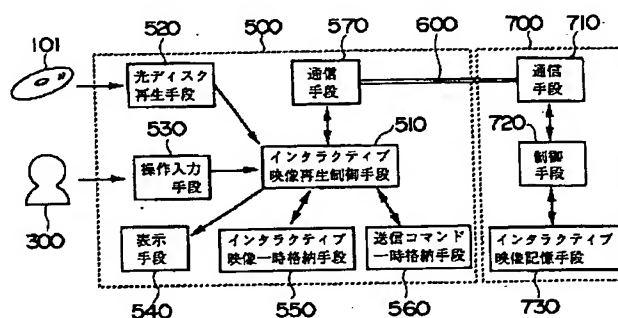 101
520
500
570
600
700
710
光ディスク
再生手段
通信
手段
通信
手段
530
510
720
操作入力
手段
インタラクティブ
映像再生制御手段
制御
手段
300
表示
手段
インタラクティブ
映像一時格納手段
送信コマンド
一時格納手段
インタラクティブ
映像記憶手段
540
550
560
730